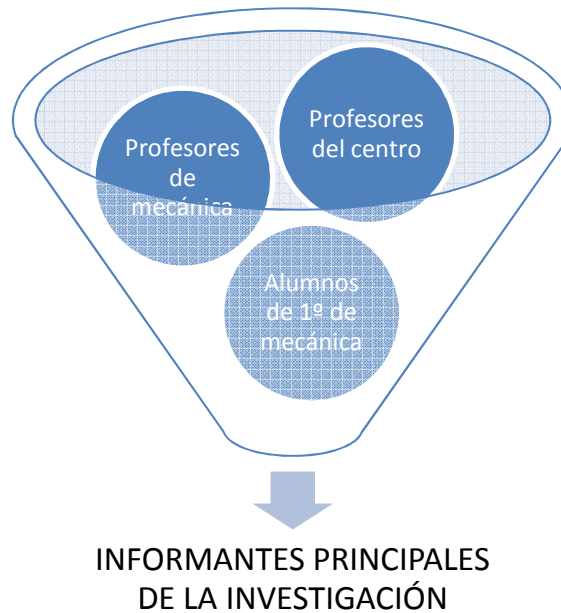 Profesores
de
mecánica
Profesores
del centro
Alumnos
de 1º de
mecánica
INFORMANTES PRINCIPALES
DE LA INVESTIGACIÓN